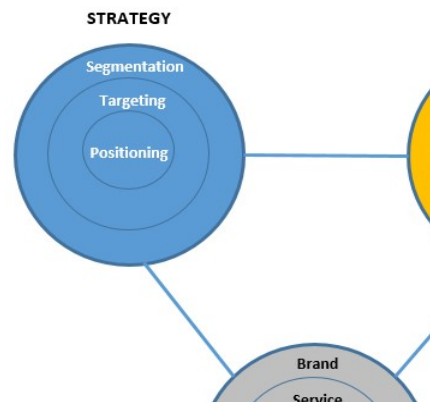 STRATEGY
Segmentation
Targeting
Positioning
Brand
Service